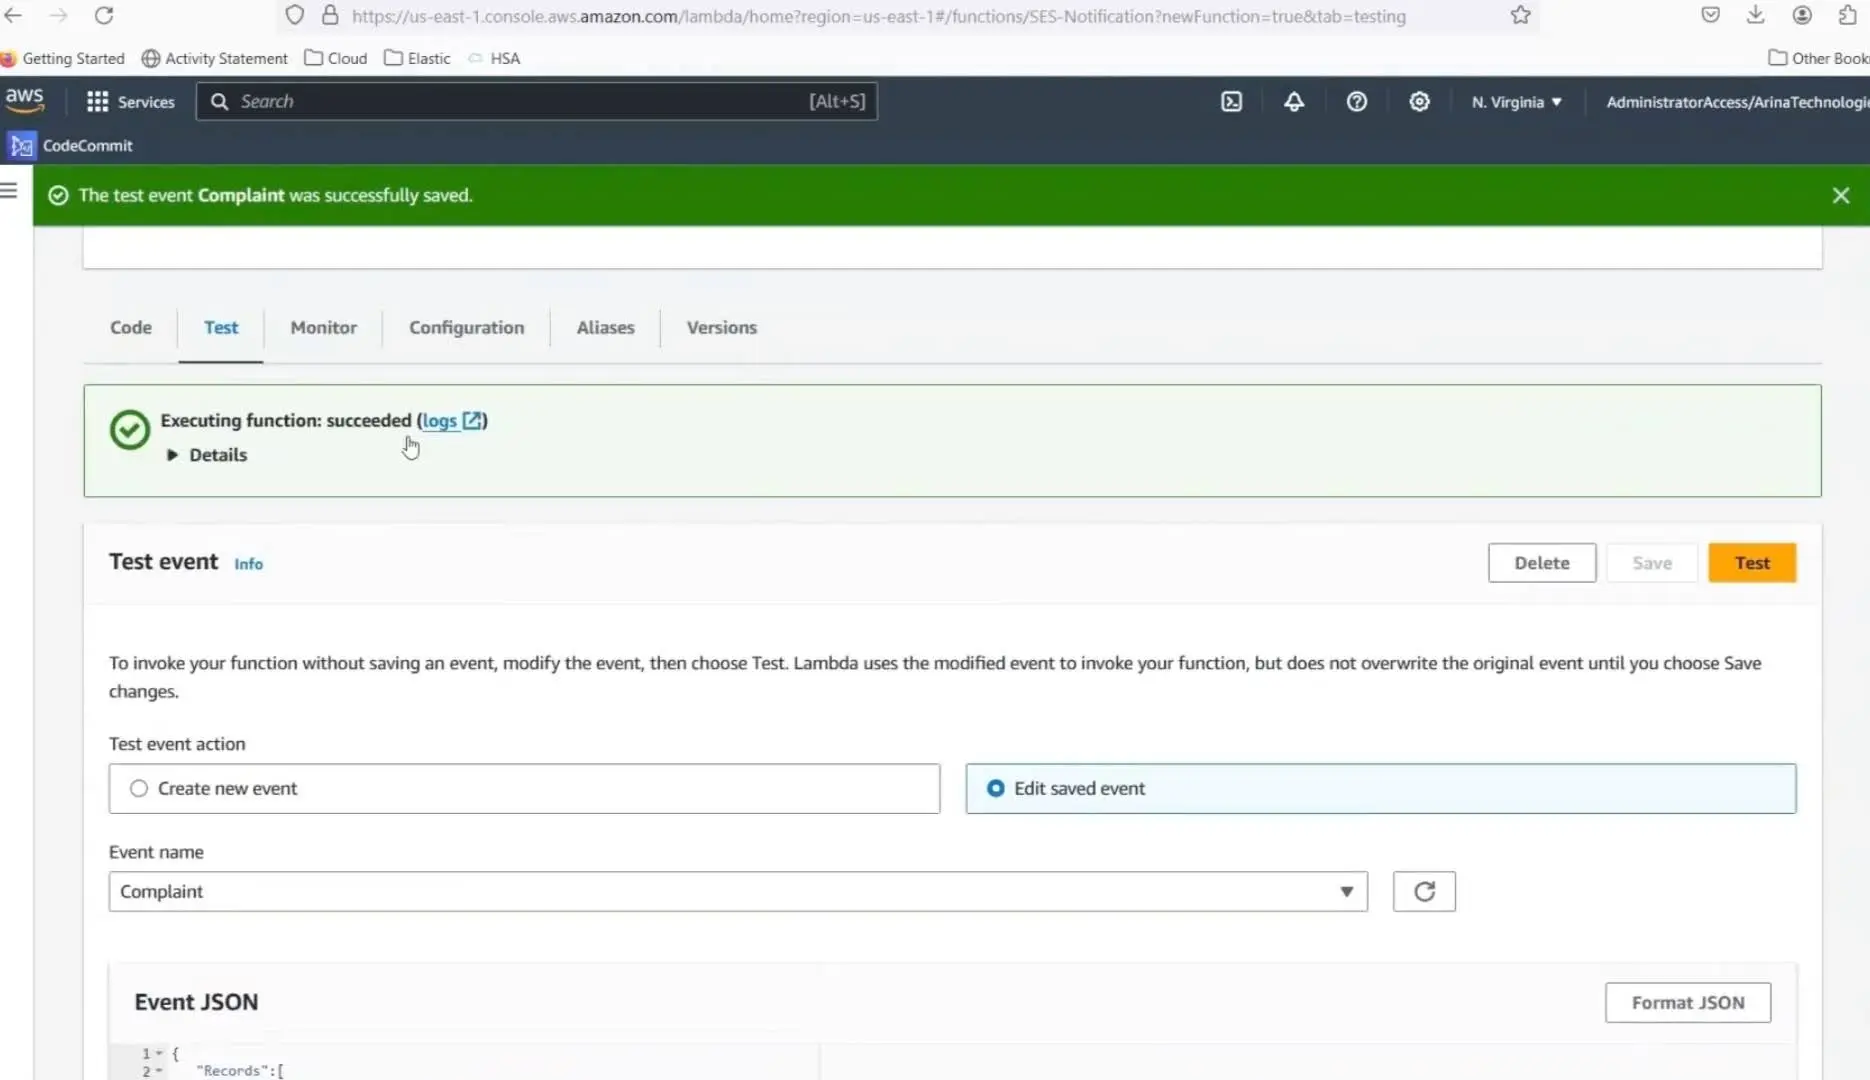 https://us-east-1.console.aws.amazon.com/lambda/home?region=us-east-1#/functions/SES-Notification?newFunction=true&tab=testing
Getting Started Activity Statement Cloud Elastic HSA Other Book
aws Services Search [Alt+S] N. Virginia AdministratorAccess/ArinaTechnologie
CodeCommit
The test event Complaint was successfully saved.
Code Test Monitor Configuration Aliases Versions
Executing function: succeeded (logs)
Details
Test event Info Delete Save Test
To invoke your function without saving an event, modify the event, then choose Test. Lambda uses the modified event to invoke your function, but does not overwrite the original event until you choose Save
changes.
Test event action
Create new event Edit saved event
Event name
Complaint
Event JSON Format JSON
1 {
2 "Records":[